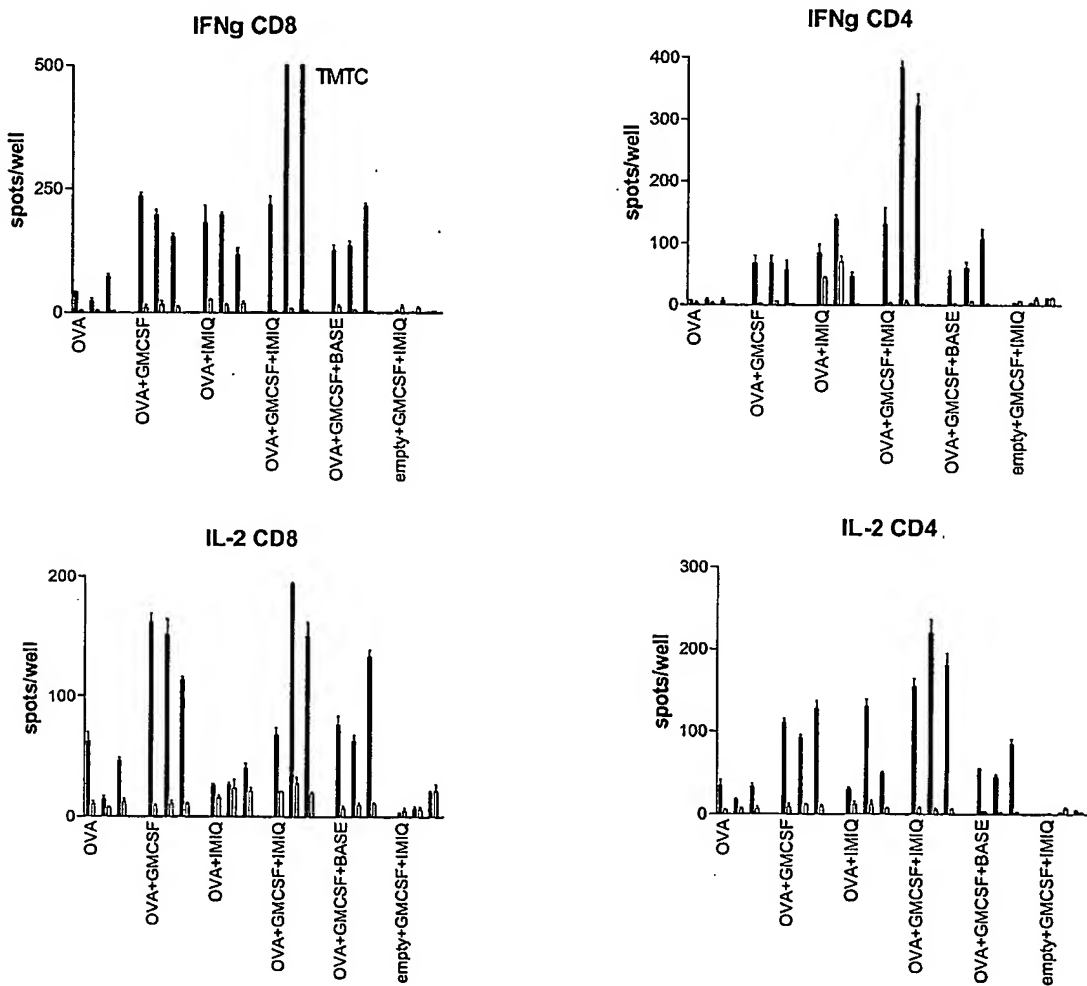 IFNg CD8
500
250
0
spots/well
TMTC
OVA
OVA+GMCSF
OVA+IMIQ
OVA+GMCSF+IMIQ
OVA+GMCSF+BASE
empty+GMCSF+IMIQ
IFNg CD4
400
300
200
100
0
spots/well
OVA
OVA+GMCSF
OVA+IMIQ
OVA+GMCSF+IMIQ
OVA+GMCSF+BASE
empty+GMCSF+IMIQ
IL-2 CD8
200
100
0
spots/well
OVA
OVA+GMCSF
OVA+IMIQ
OVA+GMCSF+IMIQ
OVA+GMCSF+BASE
empty+GMCSF+IMIQ
IL-2 CD4
300
200
100
0
spots/well
OVA
OVA+GMCSF
OVA+IMIQ
OVA+GMCSF+IMIQ
OVA+GMCSF+BASE
empty+GMCSF+IMIQ